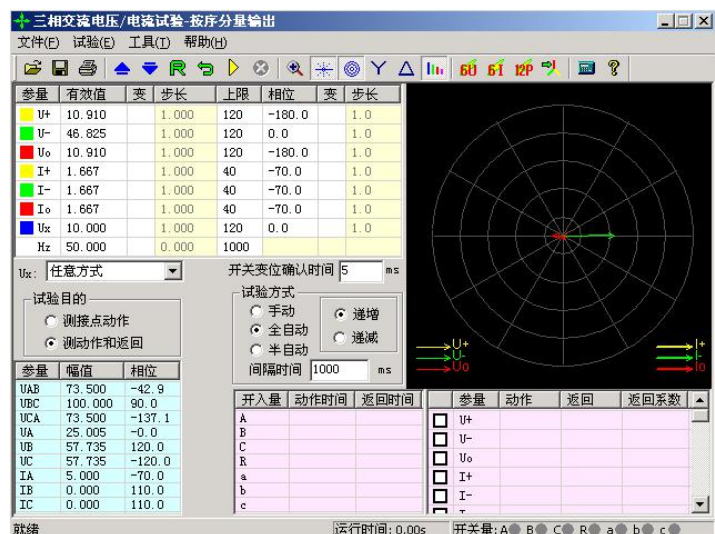 三相交流电压/电流试验-按序分量输出
文件(F) 试验(E) 工具(T) 帮助(H)
6U 6I 12P
参量 有效值 变 步长 上限 相位 变 步长
U+ 10.910 1.000 120 -180.0 1.0
U- 46.825 1.000 120 0.0 1.0
Uo 10.910 1.000 120 -180.0 1.0
I+ 1.667 1.000 40 -70.0 1.0
I- 1.667 1.000 40 -70.0 1.0
Io 1.667 1.000 40 -70.0 1.0
Ux 10.000 1.000 120 0.0 1.0
Hz 50.000 0.000 1000
Ux: 任意方式
开关变位确认时间 5 ms
试验目的
测接点动作
测动作和返回
试验方式
手动
全自动
半自动
递增
递减
间隔时间 1000 ms
U+
U-
Uo
I+
I-
Io
参量 幅值 相位
UAB 73.500 -42.9
UBC 100.000 90.0
UCA 73.500 -137.1
UA 25.005 -0.0
UB 57.735 120.0
UC 57.735 -120.0
IA 5.000 -70.0
IB 0.000 110.0
IC 0.000 110.0
开入量 动作时间 返回时间
A
B
C
R
a
b
c
参量 动作 返回 返回系数
U+
U-
Uo
I+
I-
就绪 运行时间: 0.00s 开关量: A B C R a b c